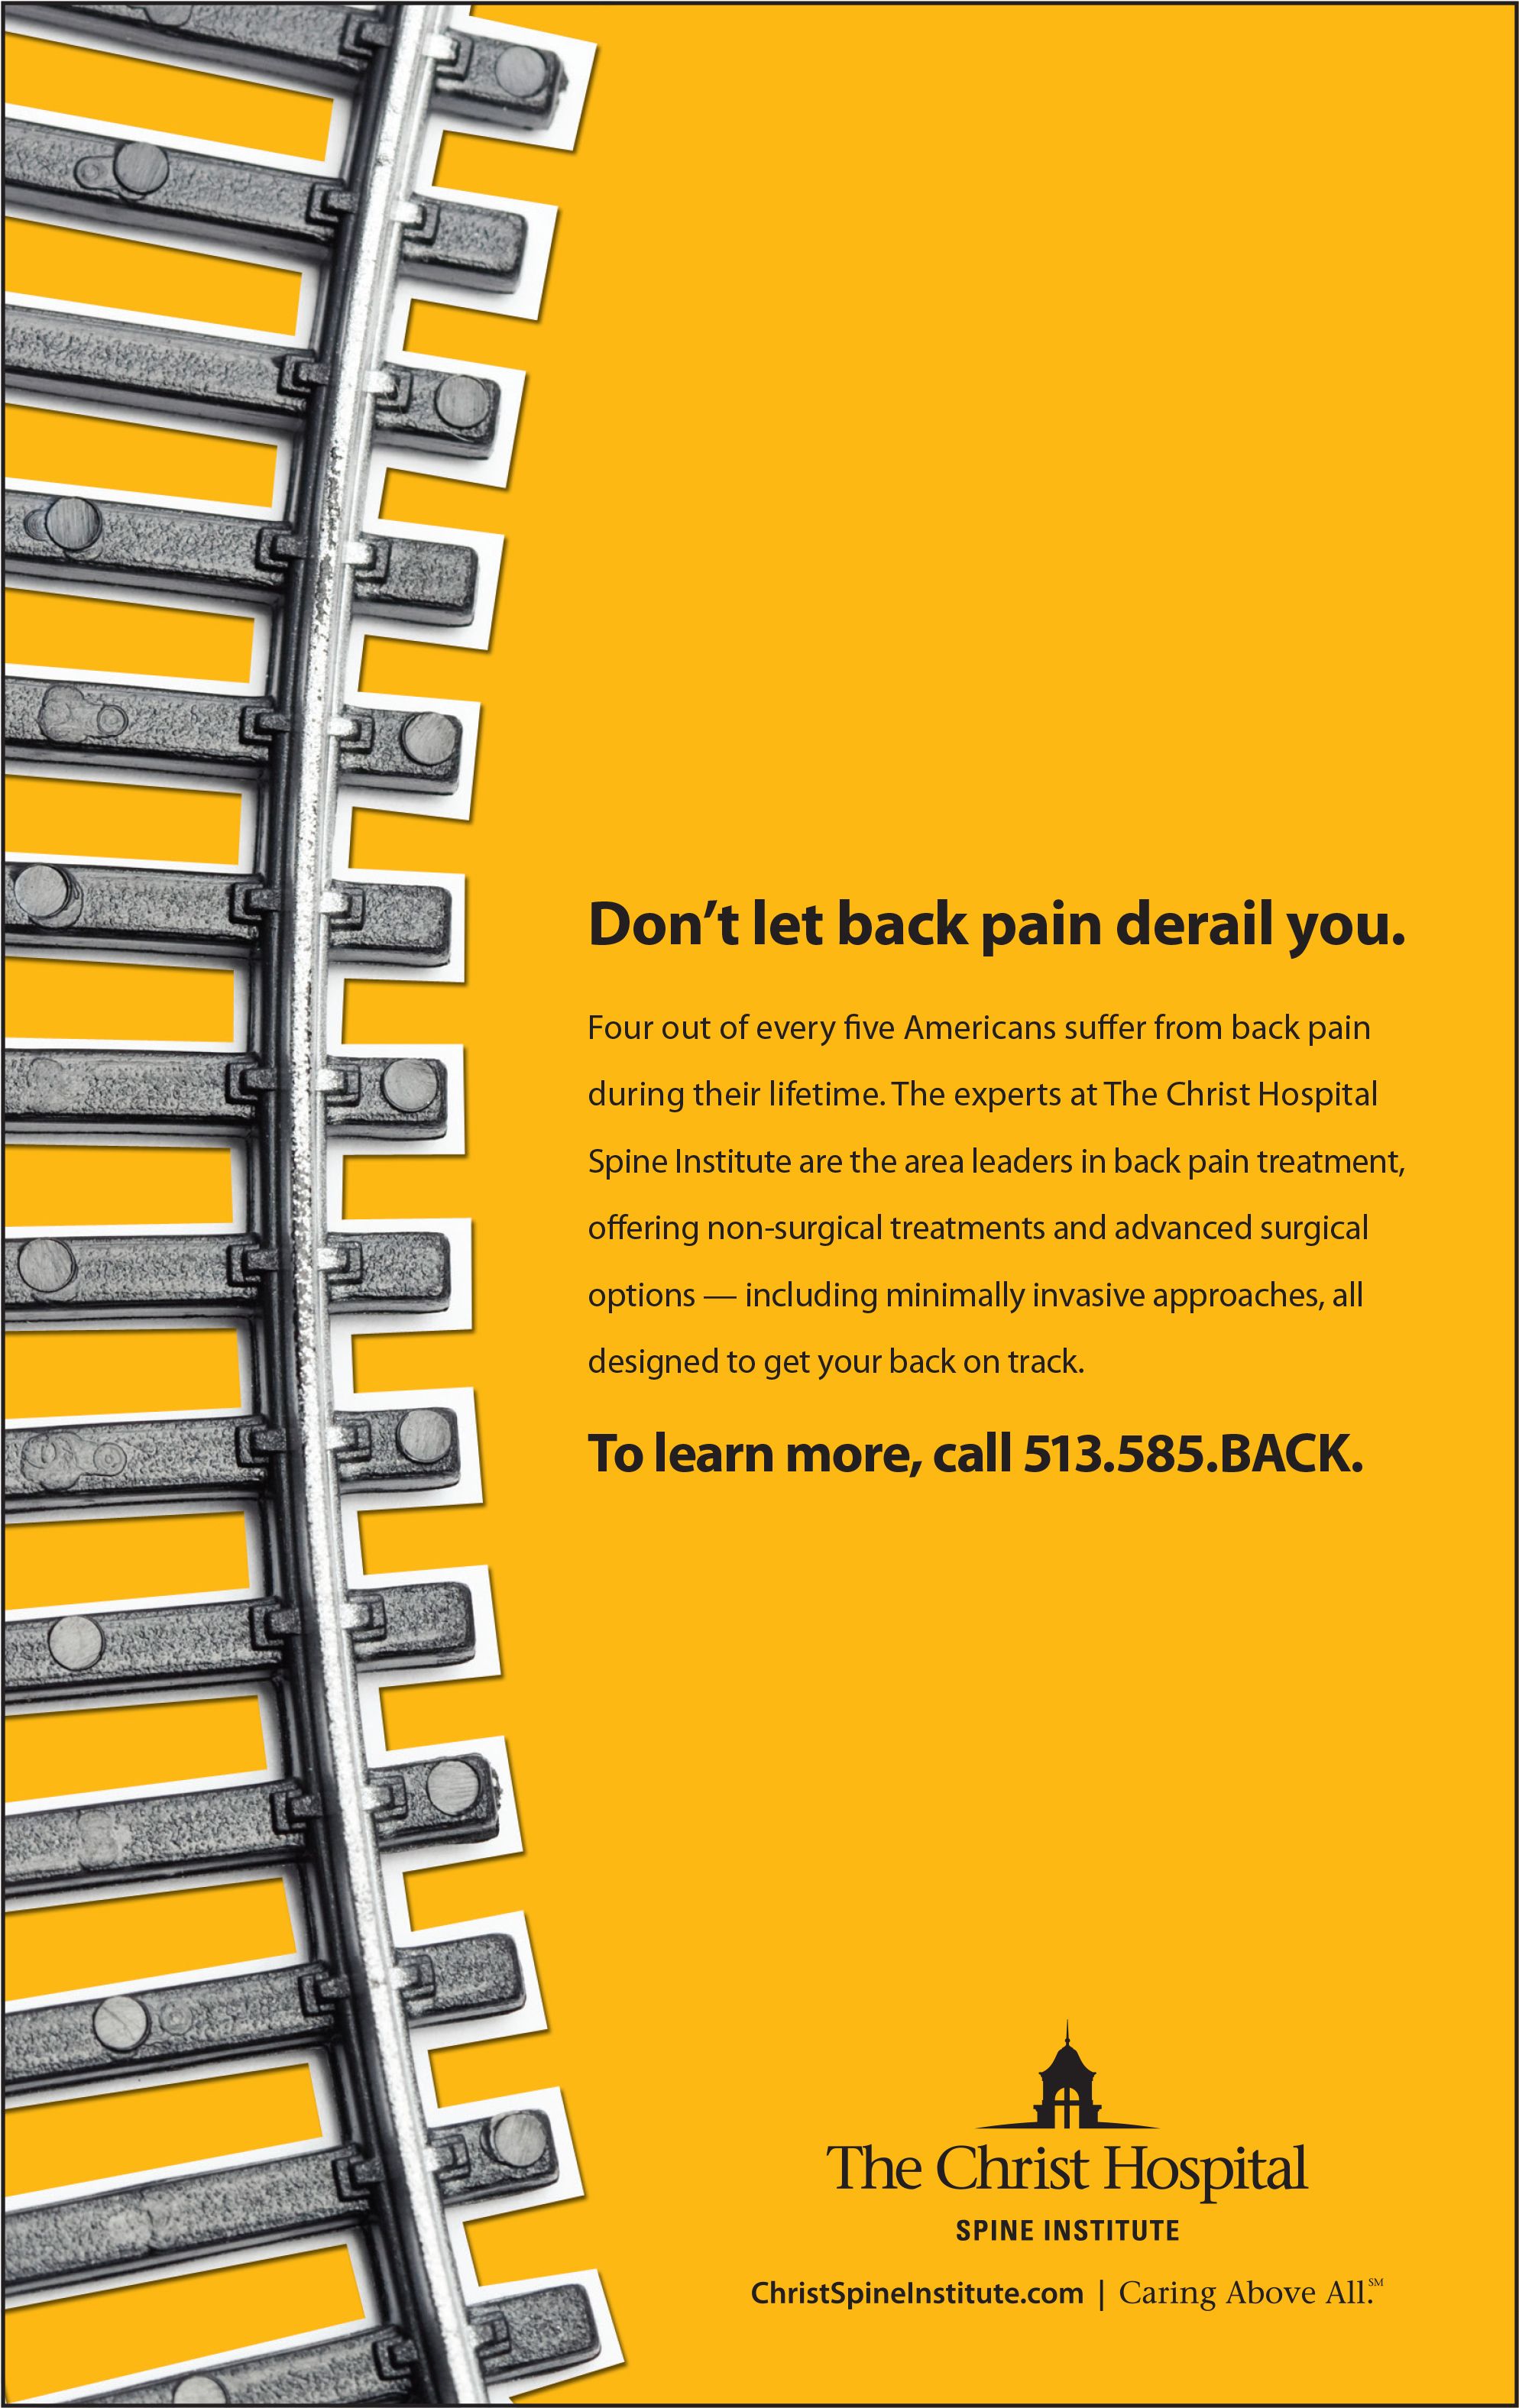 Don’t let back pain derail you.
Four out of every five Americans suffer from back pain
during their lifetime. The experts at The Christ Hospital
Spine Institute are the area leaders in back pain treatment,
offering non-surgical treatments and advanced surgical
options — including minimally invasive approaches, all
designed to get your back on track.
To learn more, call 513.585.BACK.
The Christ Hospital
SPINE INSTITUTE
ChristSpineInstitute.com | Caring Above All.℠